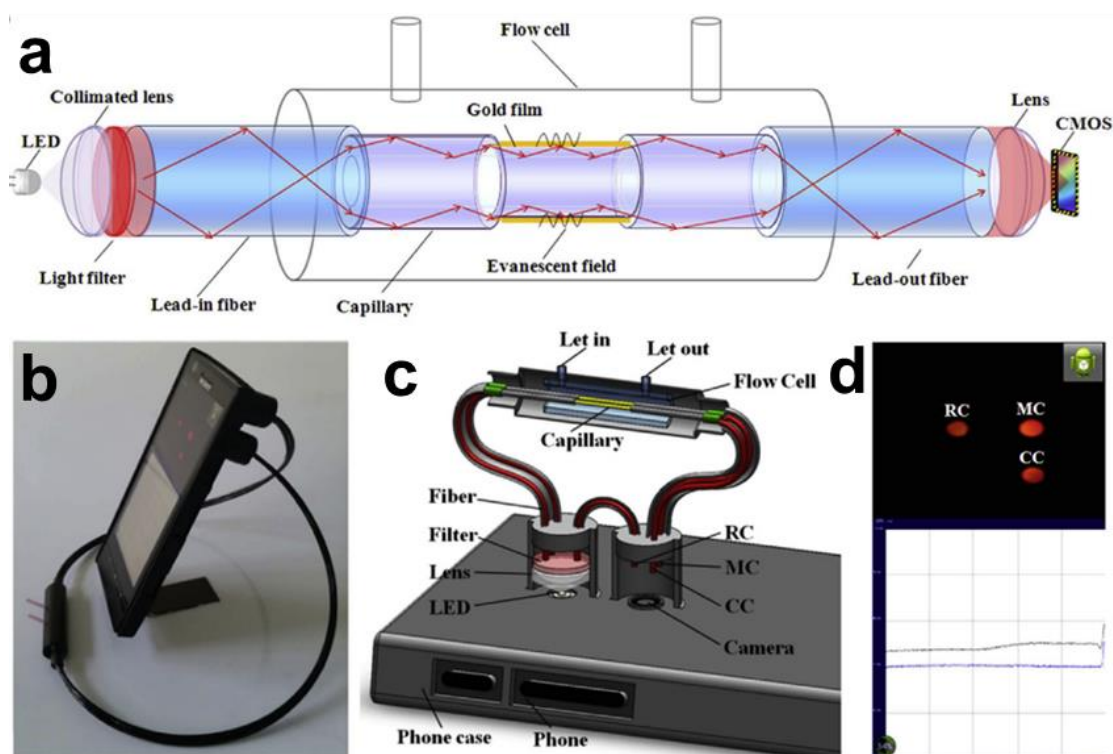 a
Flow cell
Collimated lens
LED
Gold film
Lens
CMOS
Light filter
Lead-in fiber
Capillary
Evanescent field
Lead-out fiber
b
c
Let in
Let out
Flow Cell
Capillary
Fiber
Filter
Lens
LED
RC
MC
CC
Camera
Phone case
Phone
d
RC
MC
CC